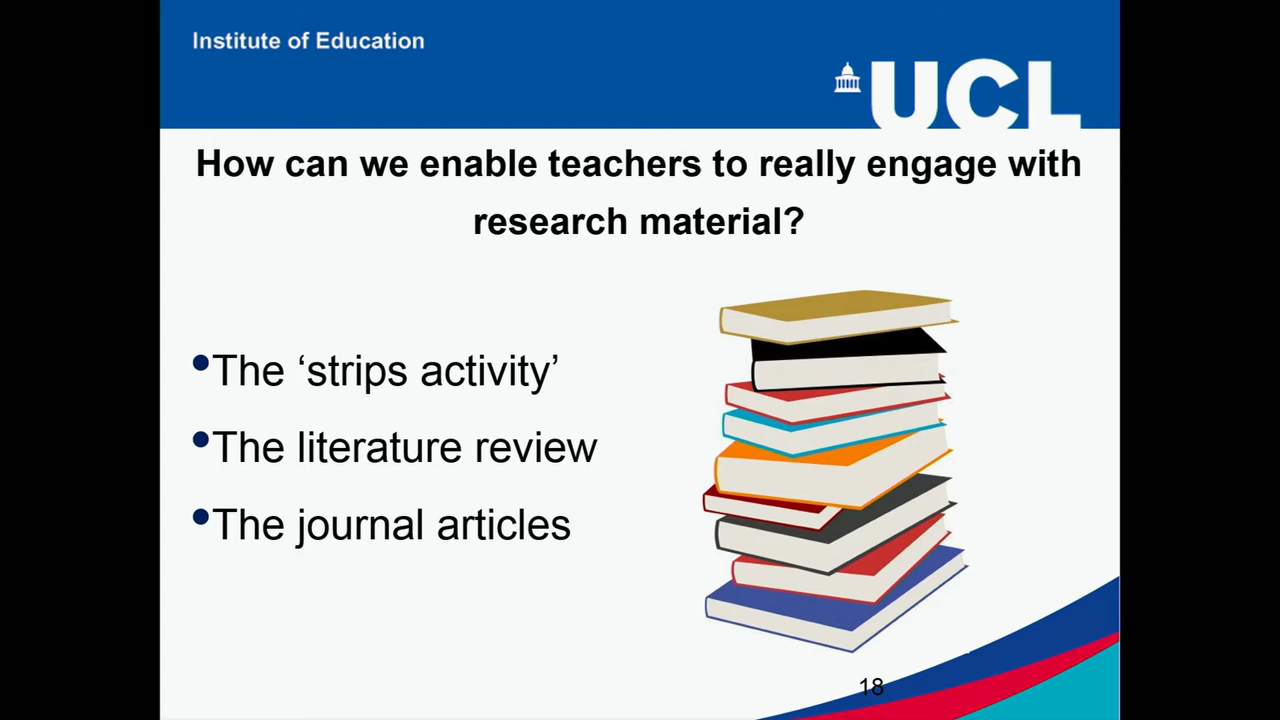 Institute of Education
UCL
How can we enable teachers to really engage with
research material?
•The ‘strips activity’
•The literature review
•The journal articles
18